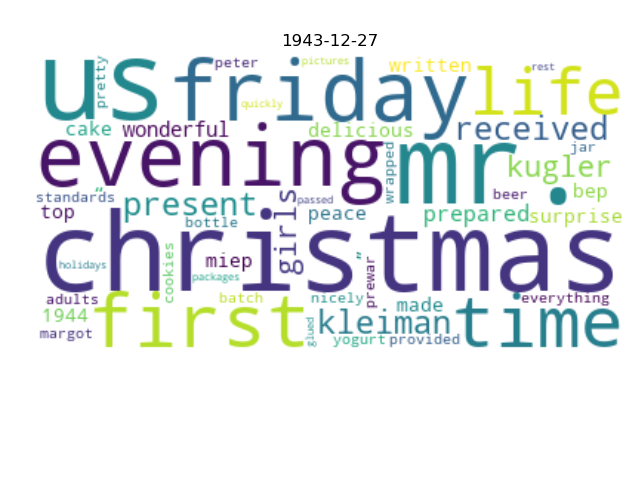 1943-12-27
us friday life
pretty peter pictures written rest
quickly
cake wonderful delicious received
evening mr. kugler jar
wrapped
standards ” present girls passed beer bep
top bottle peace prepared surprise
christmas
holidays cookies miep packages ” prewar
adults batch nicely made everything
1944 first glued kleiman time
margot yogurt provided